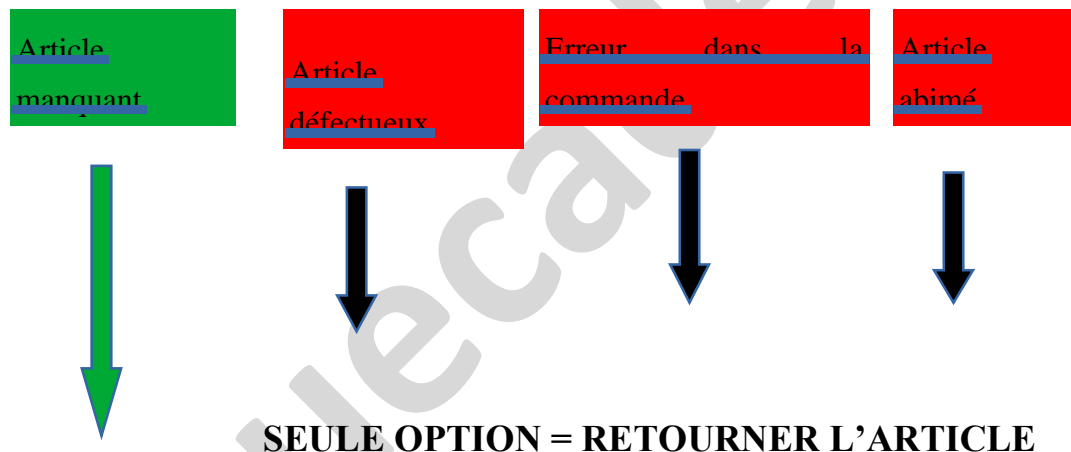 Article
manquant
Article
défectueux
Erreur dans la
commande
Article
abimé
SEULE OPTION = RETOURNER L’ARTICLE